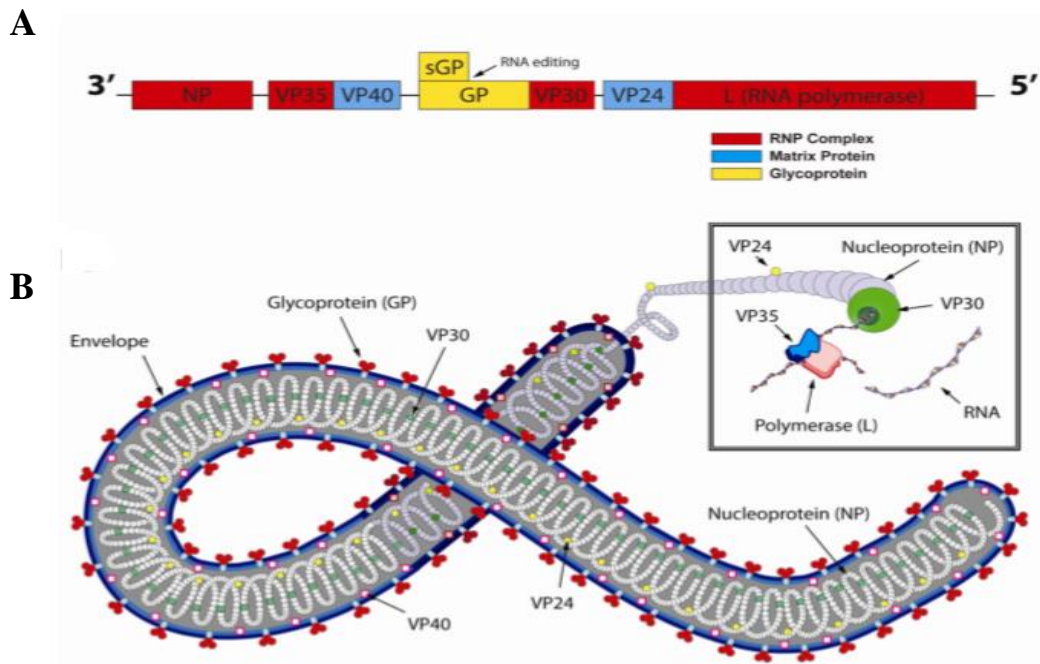 A
sGP
RNA editing
3′ NP VP35 VP40 GP VP30 VP24 L (RNA polymerase) 5′
RNP Complex
Matrix Protein
Glycoprotein
B
VP24
Nucleoprotein (NP)
VP30
VP35
RNA
Polymerase (L)
Glycoprotein (GP)
VP30
Envelope
Nucleoprotein (NP)
VP24
VP40